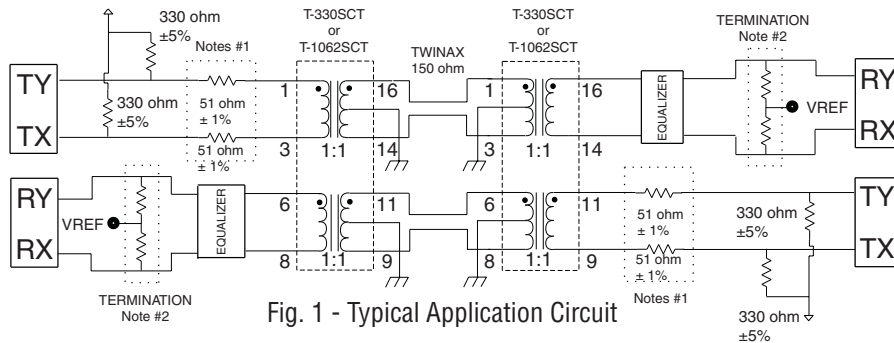 330 ohm
±5%
Notes #1
T-330SCT
or
T-1062SCT
TWINAX
150 ohm
T-330SCT
or
T-1062SCT
TERMINATION
Note #2
TY
TX
330 ohm
±5%
51 ohm
± 1%
51 ohm
± 1%
1
3
16
14
1:1
1
3
16
14
1:1
EQUALIZER
VREF
RY
RX
RY
RX
VREF
EQUALIZER
TERMINATION
Note #2
6
8
11
9
1:1
6
8
11
9
1:1
51 ohm
± 1%
51 ohm
± 1%
Notes #1
330 ohm
±5%
330 ohm
±5%
TY
TX
Fig. 1 - Typical Application Circuit